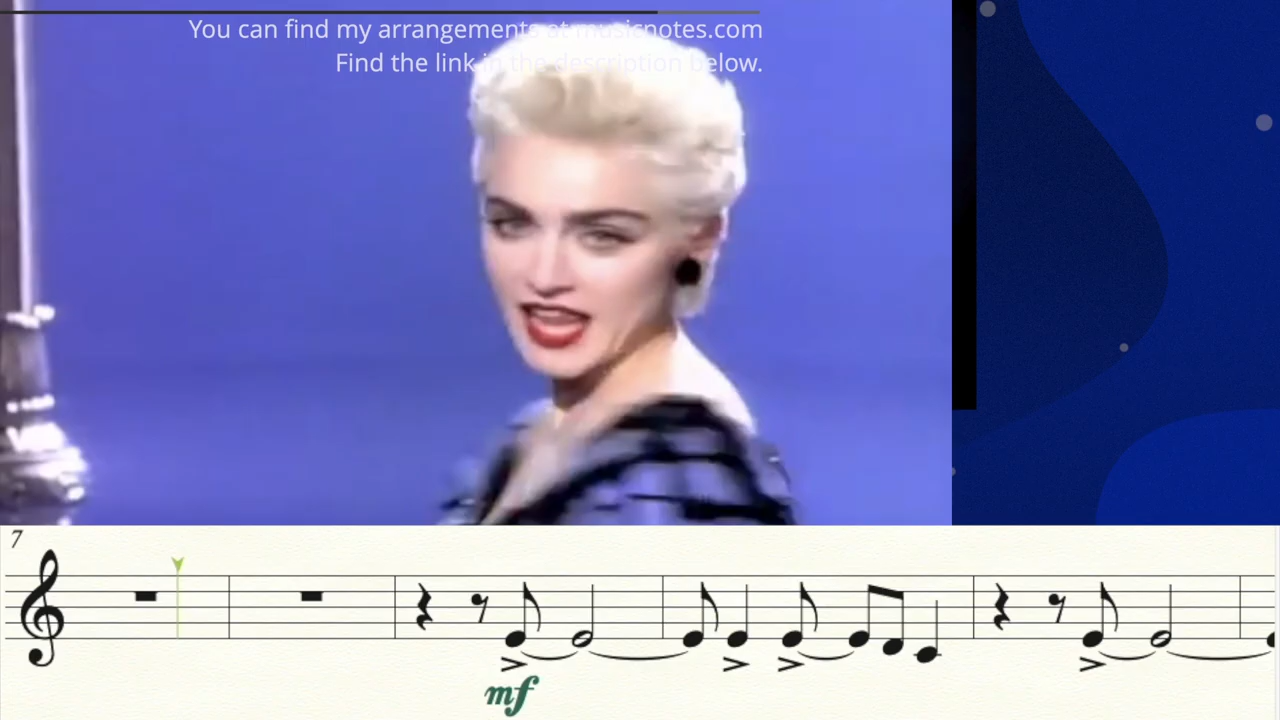 You can find my arrangements at musicnotes.com
Find the link in the description below.
7
mf